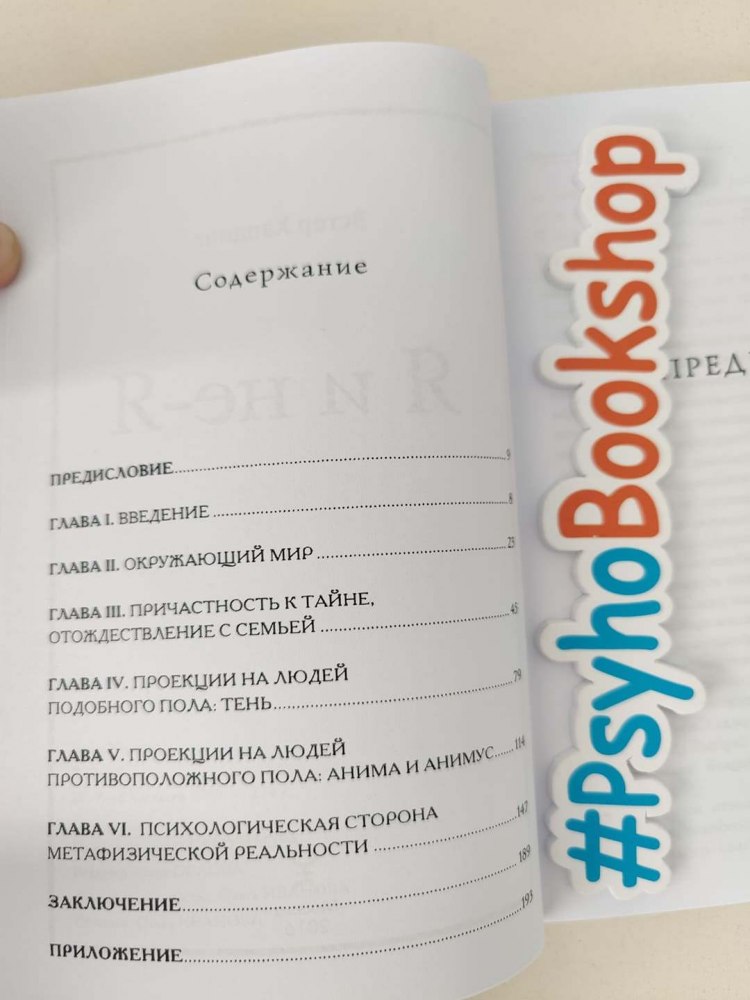 Содержание
ПРЕДИСЛОВИЕ........9
ГЛАВА I. ВВЕДЕНИЕ........8
ГЛАВА II. ОКРУЖАЮЩИЙ МИР........23
ГЛАВА III. ПРИЧАСТНОСТЬ К ТАЙНЕ,
ОТОЖДЕСТВЛЕНИЕ С СЕМЬЕЙ........45
ГЛАВА IV. ПРОЕКЦИИ НА ЛЮДЕЙ
ПОДОБНОГО ПОЛА: ТЕНЬ........79
ГЛАВА V. ПРОЕКЦИИ НА ЛЮДЕЙ
ПРОТИВОПОЛОЖНОГО ПОЛА: АНИМА И АНИМУС........114
ГЛАВА VI. ПСИХОЛОГИЧЕСКАЯ СТОРОНА
МЕТАФИЗИЧЕСКОЙ РЕАЛЬНОСТИ........147
ЗАКЛЮЧЕНИЕ........189
ПРИЛОЖЕНИЕ........193
ПРЕД
#PsyhoBookshop